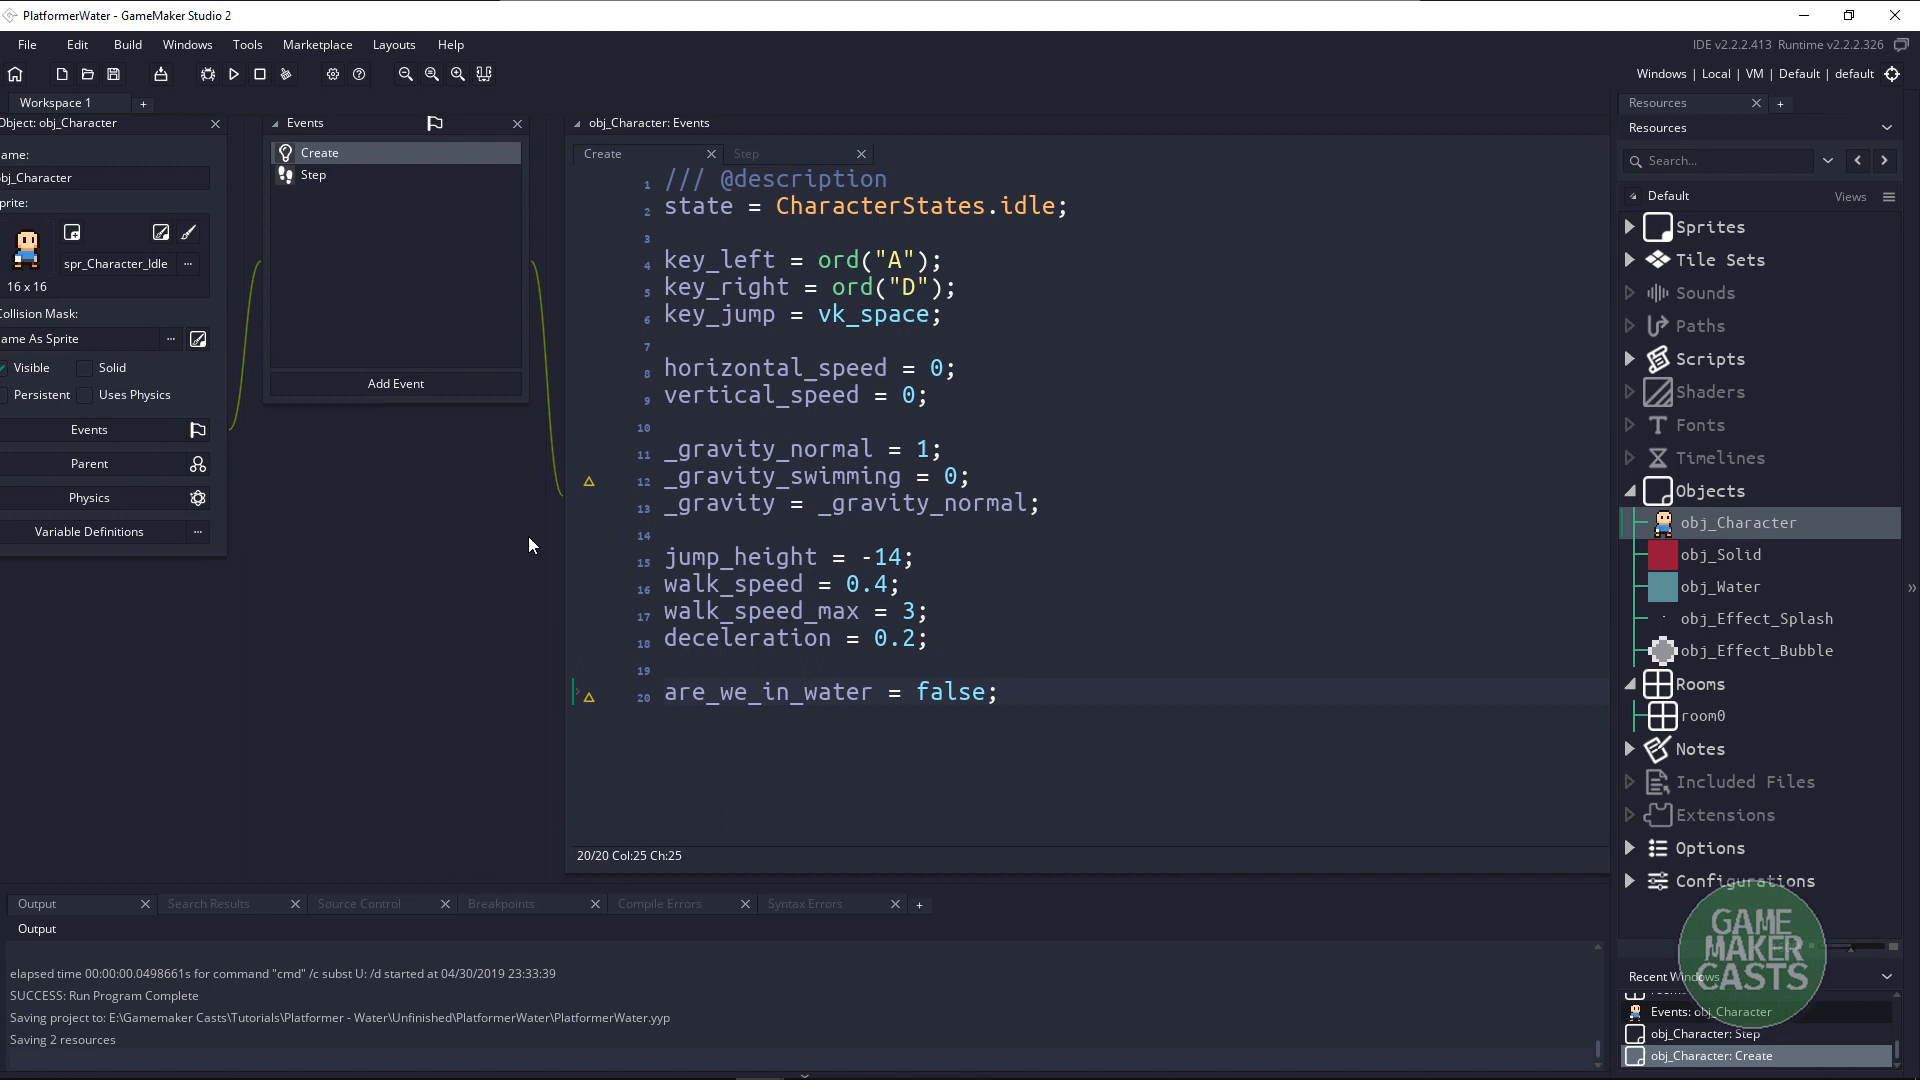 PlatformerWater - GameMaker Studio 2
File Edit Build Windows Tools Marketplace Layouts Help
IDE v2.2.2.413 Runtime v2.2.2.326
Windows | Local | VM | Default | default
Workspace 1
Object: obj_Character
ame:
bj_Character
prite:
spr_Character_Idle
16 x 16
Collision Mask:
ame As Sprite
Visible Solid
Persistent Uses Physics
Events
Parent
Physics
Variable Definitions
Events
Create
Step
Add Event
obj_Character: Events
Create Step
1 /// @description
2 state = CharacterStates.idle;
3
4 key_left = ord("A");
5 key_right = ord("D");
6 key_jump = vk_space;
7
8 horizontal_speed = 0;
9 vertical_speed = 0;
10
11 _gravity_normal = 1;
12 _gravity_swimming = 0;
13 _gravity = _gravity_normal;
14
15 jump_height = -14;
16 walk_speed = 0.4;
17 walk_speed_max = 3;
18 deceleration = 0.2;
19
20 are_we_in_water = false;
20/20 Col:25 Ch:25
Resources
Resources
Search...
Default Views
Sprites
Tile Sets
Sounds
Paths
Scripts
Shaders
Fonts
Timelines
Objects
obj_Character
obj_Solid
obj_Water
obj_Effect_Splash
obj_Effect_Bubble
Rooms
room0
Notes
Included Files
Extensions
Options
Configurations
GAME
MAKER
CASTS
Recent Windows
Events: obj_Character
obj_Character: Step
obj_Character: Create
Output Search Results Source Control Breakpoints Compile Errors Syntax Errors
Output
elapsed time 00:00:00.0498661s for command "cmd" /c subst U: /d started at 04/30/2019 23:33:39
SUCCESS: Run Program Complete
Saving project to: E:\Gamemaker Casts\Tutorials\Platformer - Water\Unfinished\PlatformerWater\PlatformerWater.yyp
Saving 2 resources